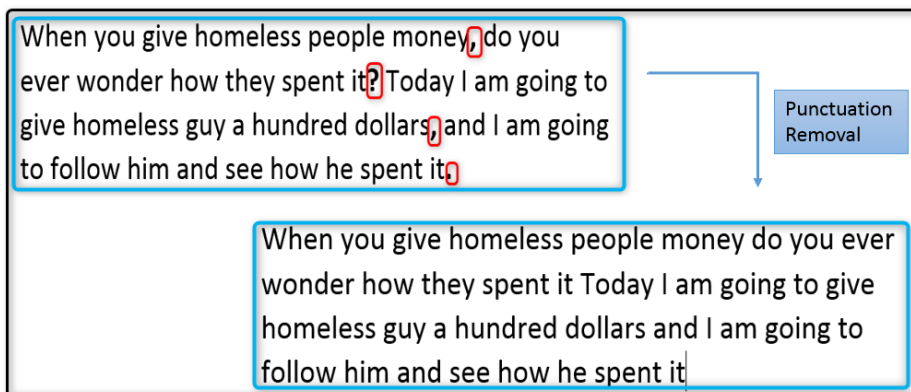 When you give homeless people money, do you
ever wonder how they spent it? Today I am going to
give homeless guy a hundred dollars, and I am going
to follow him and see how he spent it.
Punctuation
Removal
When you give homeless people money do you ever
wonder how they spent it Today I am going to give
homeless guy a hundred dollars and I am going to
follow him and see how he spent it